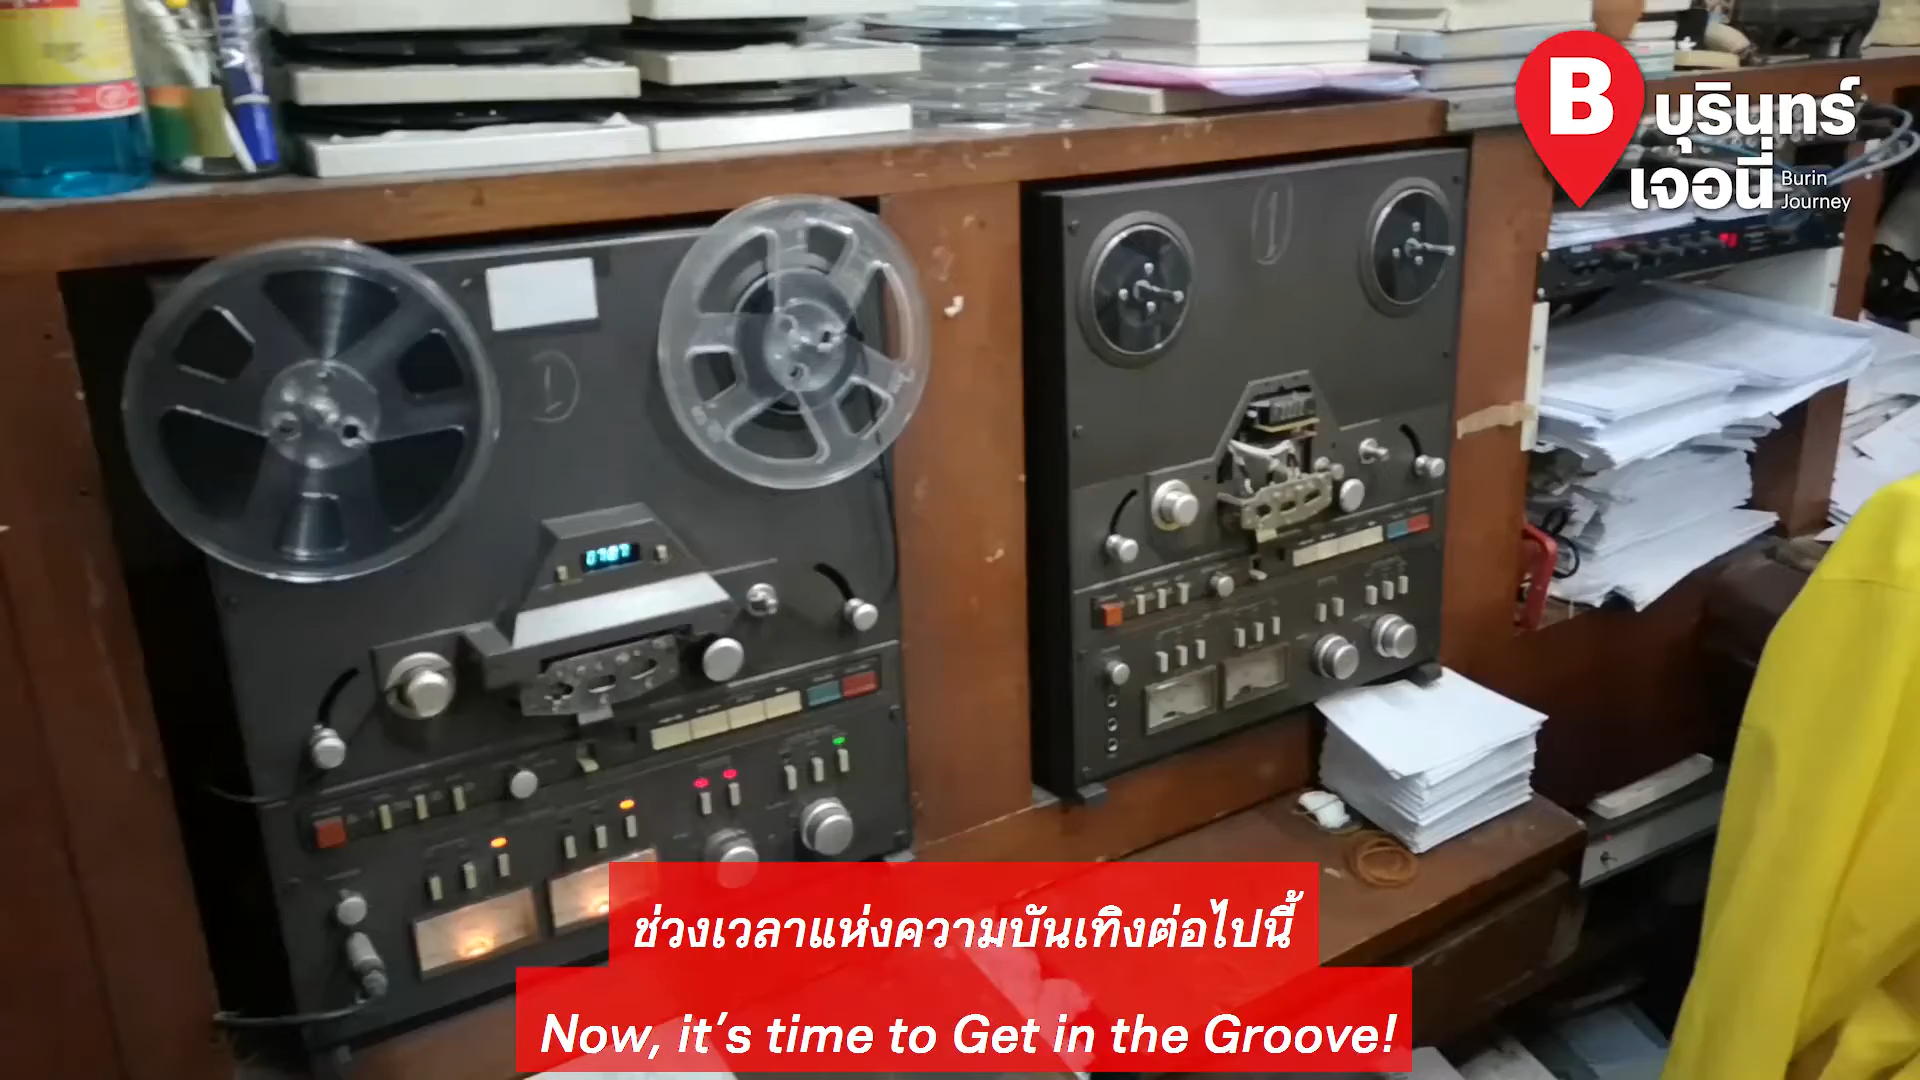 B
บุรินทร์
เจอนี่
Burin
Journey
1
1
ช่วงเวลาแห่งความบันเทิงต่อไปนี้
Now, it's time to Get in the Groove!